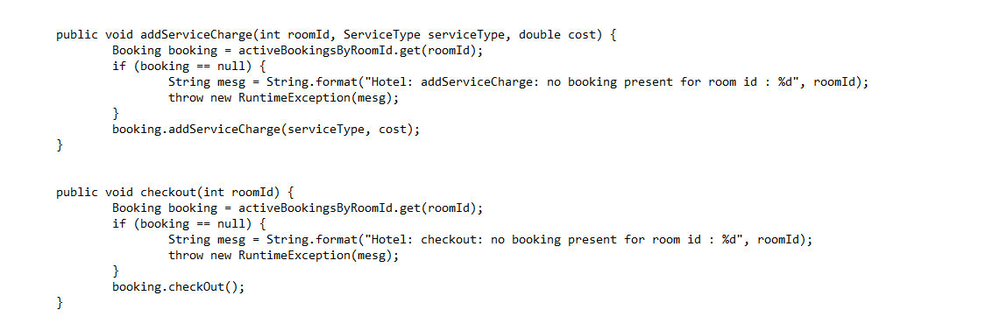 public void addServiceCharge(int roomId, ServiceType serviceType, double cost) {
Booking booking = activeBookingsByRoomId.get(roomId);
if (booking == null) {
String mesg = String.format("Hotel: addServiceCharge: no booking present for room id : %d", roomId);
throw new RuntimeException(mesg);
}
booking.addServiceCharge(serviceType, cost);
}
public void checkout(int roomId) {
Booking booking = activeBookingsByRoomId.get(roomId);
if (booking == null) {
String mesg = String.format("Hotel: checkout: no booking present for room id : %d", roomId);
throw new RuntimeException(mesg);
}
booking.checkOut();
}